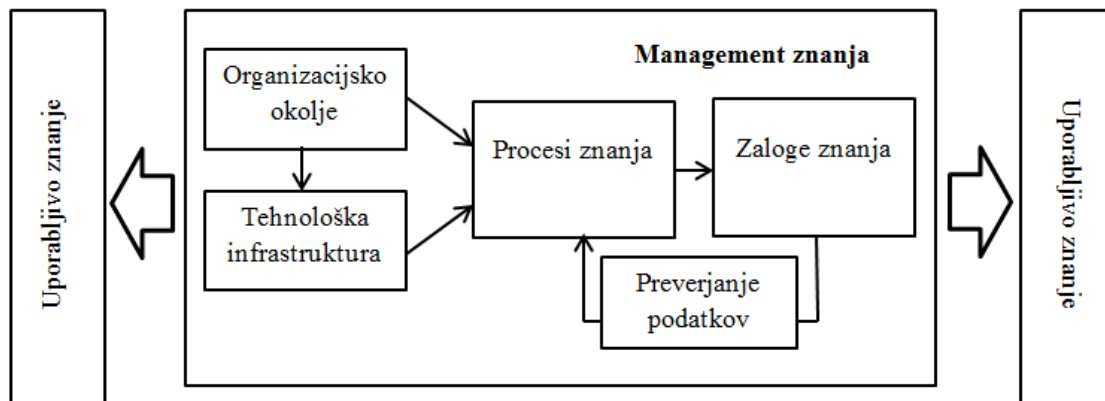 Uporabljivo znanje
Management znanja
Organizacijsko
okolje
Procesi znanja
Zaloge znanja
Tehnološka
infrastruktura
Preverjanje
podatkov
Uporabljivo znanje